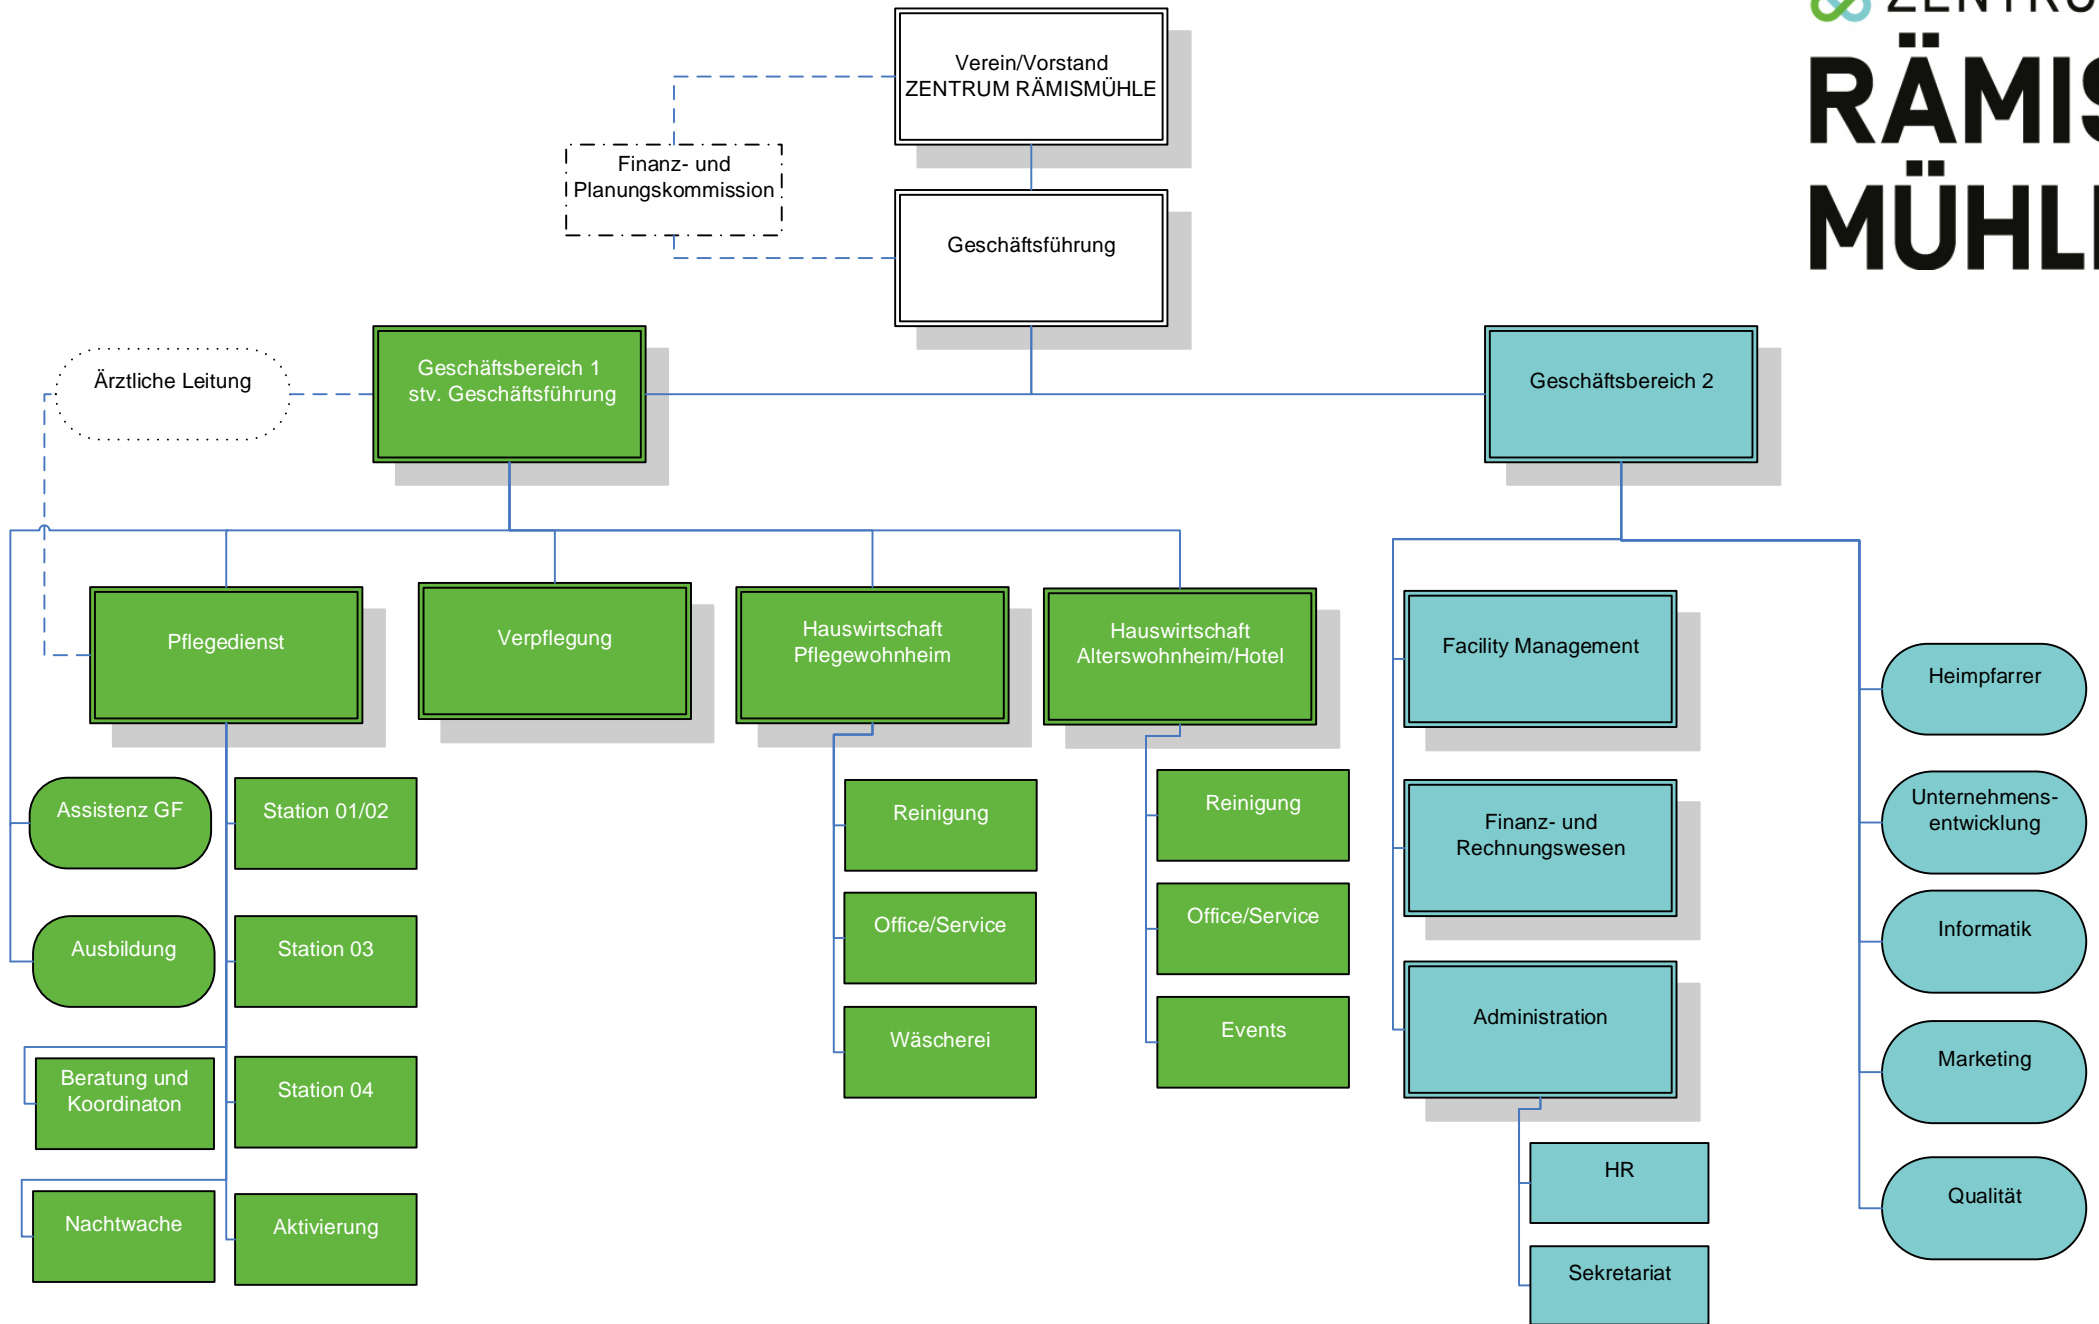 ZENTRUM
RÄMIS
MÜHLE
Verein/Vorstand
ZENTRUM RÄMISMÜHLE
Finanz- und
Planungskommission
Geschäftsführung
Ärztliche Leitung
Geschäftsbereich 1
stv. Geschäftsführung
Geschäftsbereich 2
Pflegedienst
Verpflegung
Hauswirtschaft
Pflegewohnheim
Hauswirtschaft
Alterswohnheim/Hotel
Facility Management
Heimpfarrer
Assistenz GF
Station 01/02
Reinigung
Reinigung
Finanz- und
Rechnungswesen
Unternehmens-
entwicklung
Ausbildung
Station 03
Office/Service
Office/Service
Informatik
Beratung und
Koordinaton
Station 04
Wäscherei
Events
Administration
Marketing
Nachtwache
Aktivierung
HR
Qualität
Sekretariat